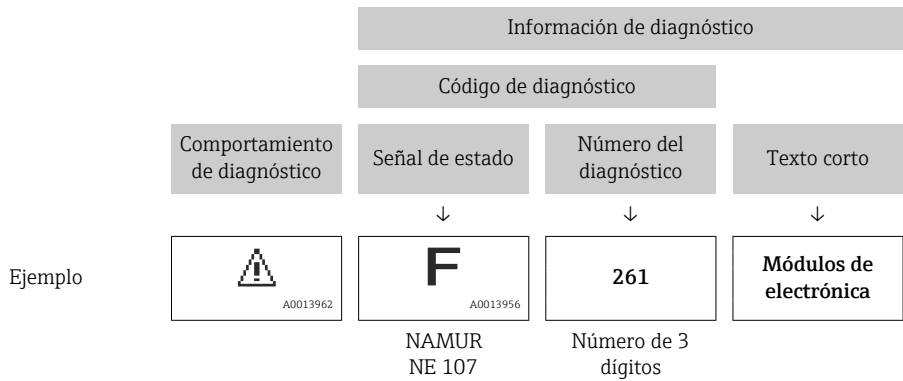 Información de diagnóstico
Código de diagnóstico
Comportamiento
de diagnóstico
Señal de estado
Número del
diagnóstico
Texto corto
↓ ↓ ↓
Ejemplo
A0013962
F
A0013956
261
Módulos de
electrónica
NAMUR
NE 107
Número de 3
dígitos